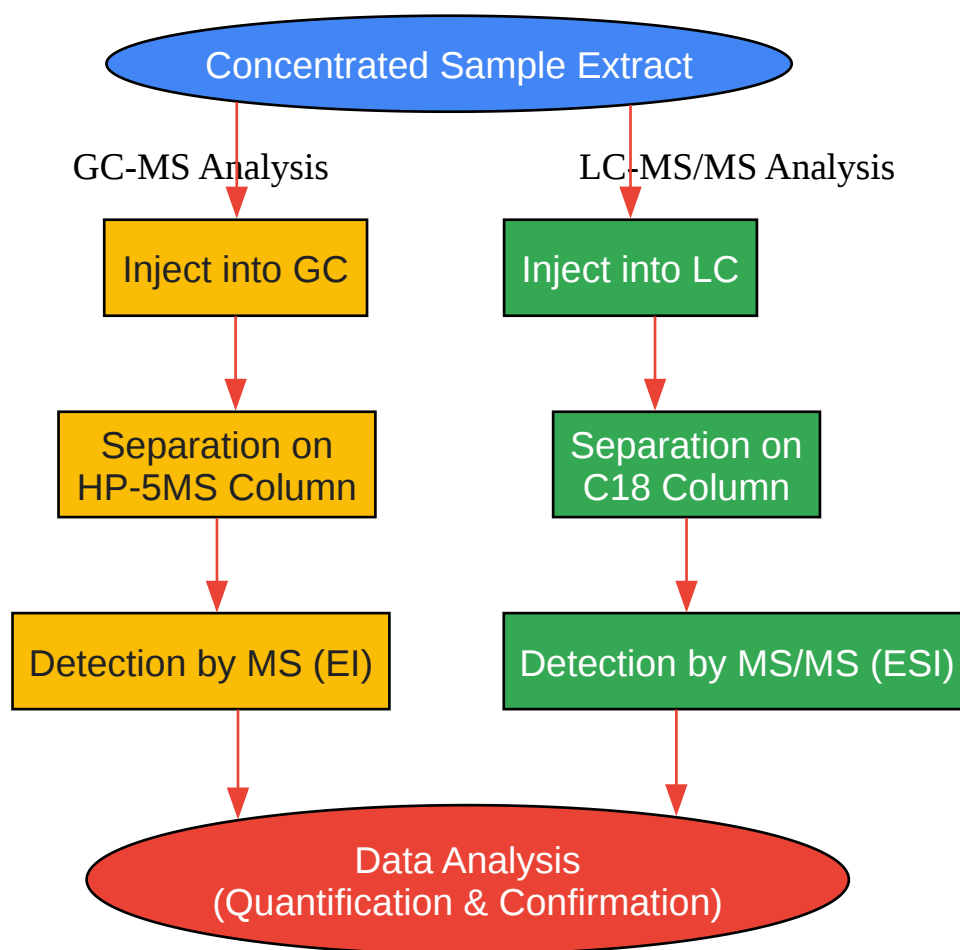 Concentrated Sample Extract
GC-MS Analysis
LC-MS/MS Analysis
Inject into GC
Inject into LC
Separation on
HP-5MS Column
Separation on
C18 Column
Detection by MS (EI)
Detection by MS/MS (ESI)
Data Analysis
(Quantification & Confirmation)